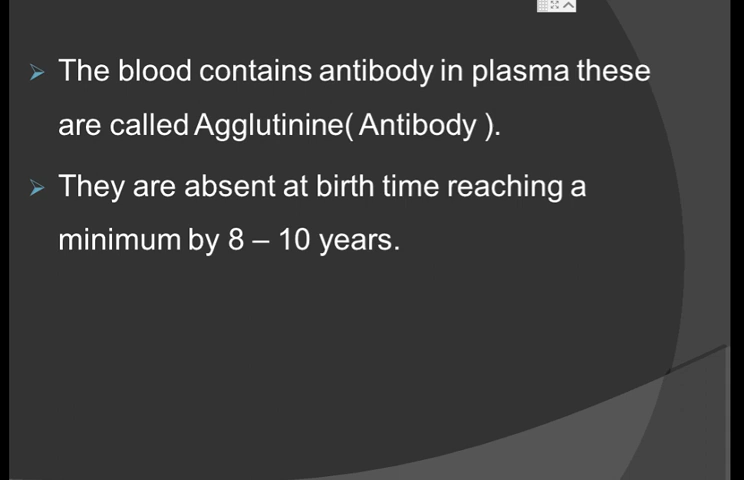 The blood contains antibody in plasma these
are called Agglutinine( Antibody ).
They are absent at birth time reaching a
minimum by 8 – 10 years.